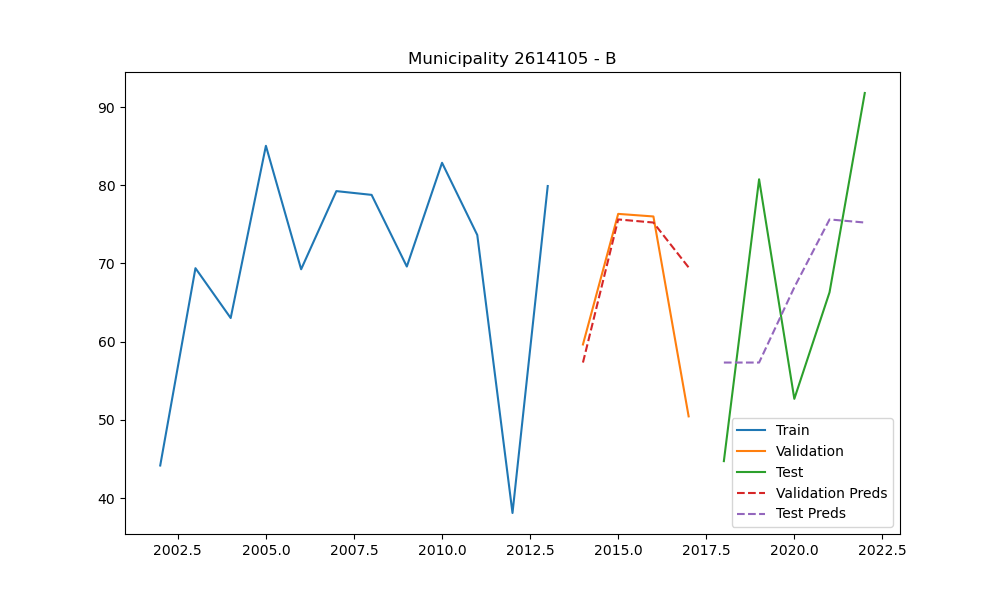 Municipality 2614105 - B
90
80
70
60
50
40
2002.5 2005.0 2007.5 2010.0 2012.5 2015.0 2017.5 2020.0 2022.5
Train
Validation
Test
Validation Preds
Test Preds